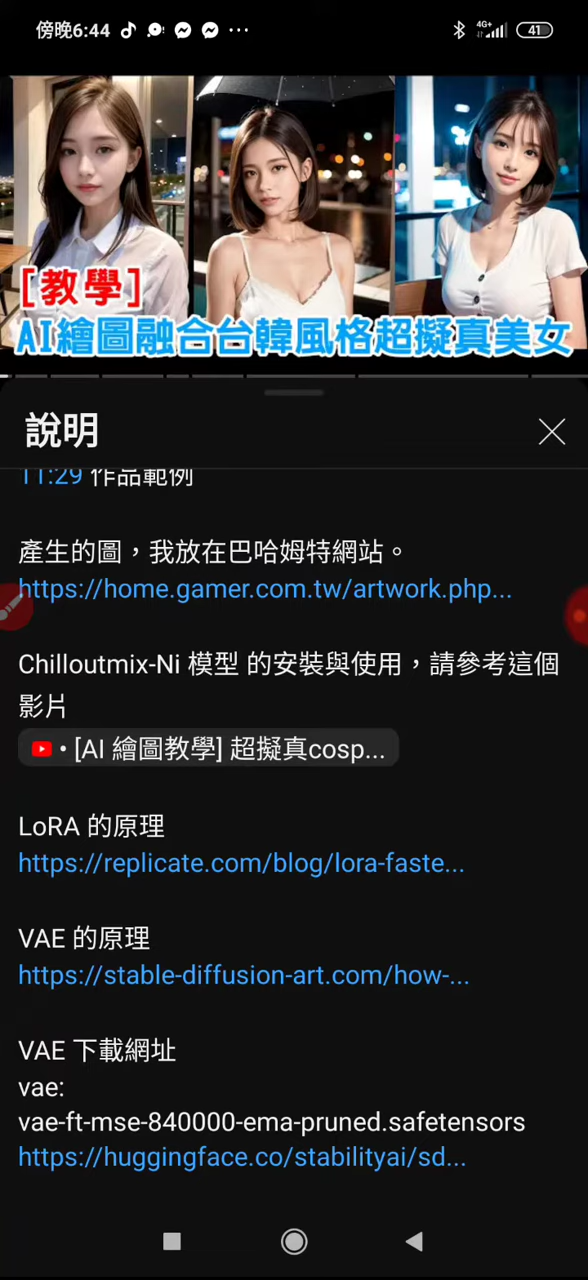 傍晚6:44
4G+
41
[教學]
AI繪圖融合台韓風格超擬真美女
說明
11:29 作品範例
產生的圖，我放在巴哈姆特網站。
https://home.gamer.com.tw/artwork.php...
Chilloutmix-Ni 模型 的安裝與使用，請參考這個
影片
• [AI 繪圖教學] 超擬真cosp...
LoRA 的原理
https://replicate.com/blog/lora-faste...
VAE 的原理
https://stable-diffusion-art.com/how-...
VAE 下載網址
vae:
vae-ft-mse-840000-ema-pruned.safetensors
https://huggingface.co/stabilityai/sd...